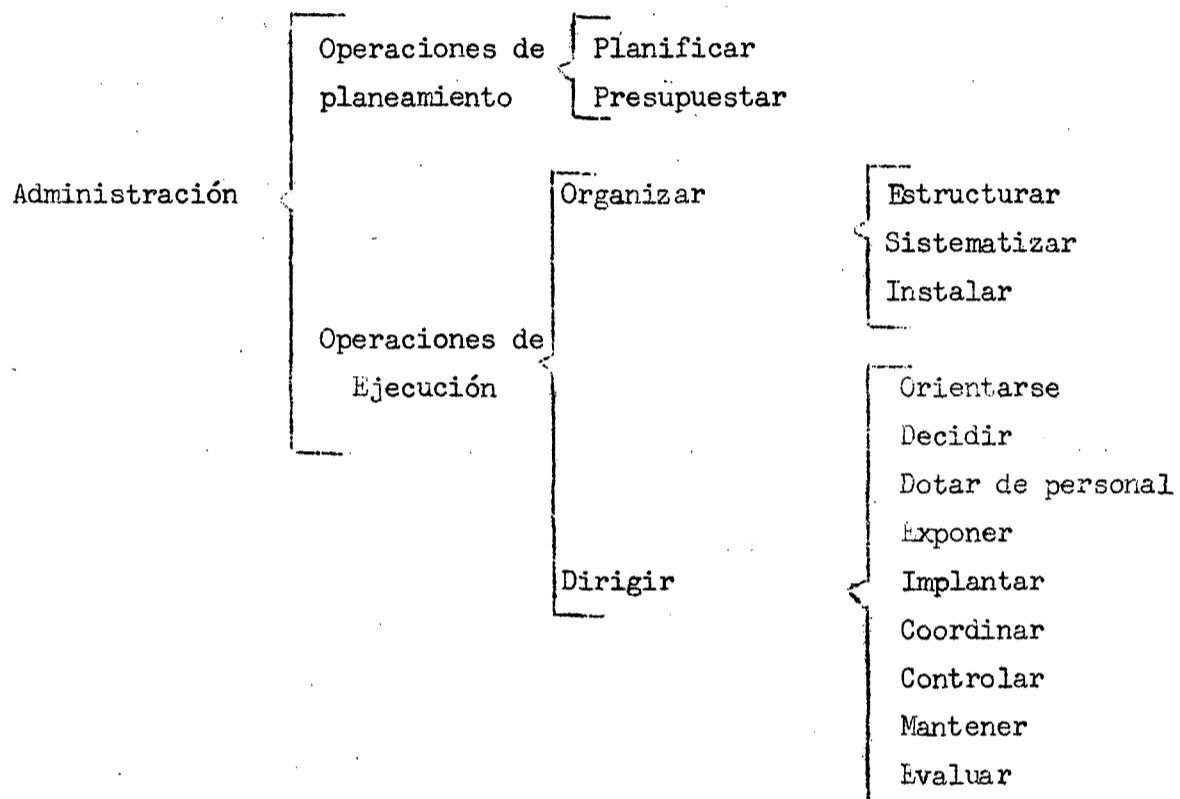 Operaciones de planeamiento
Planificar
Presupuestar
Administración
Organizar
Estructurar
Sistematizar
Instalar
Operaciones de Ejecución
Dirigir
Orientarse
Decidir
Dotar de personal
Exponer
Implantar
Coordinar
Controlar
Mantener
Evaluar